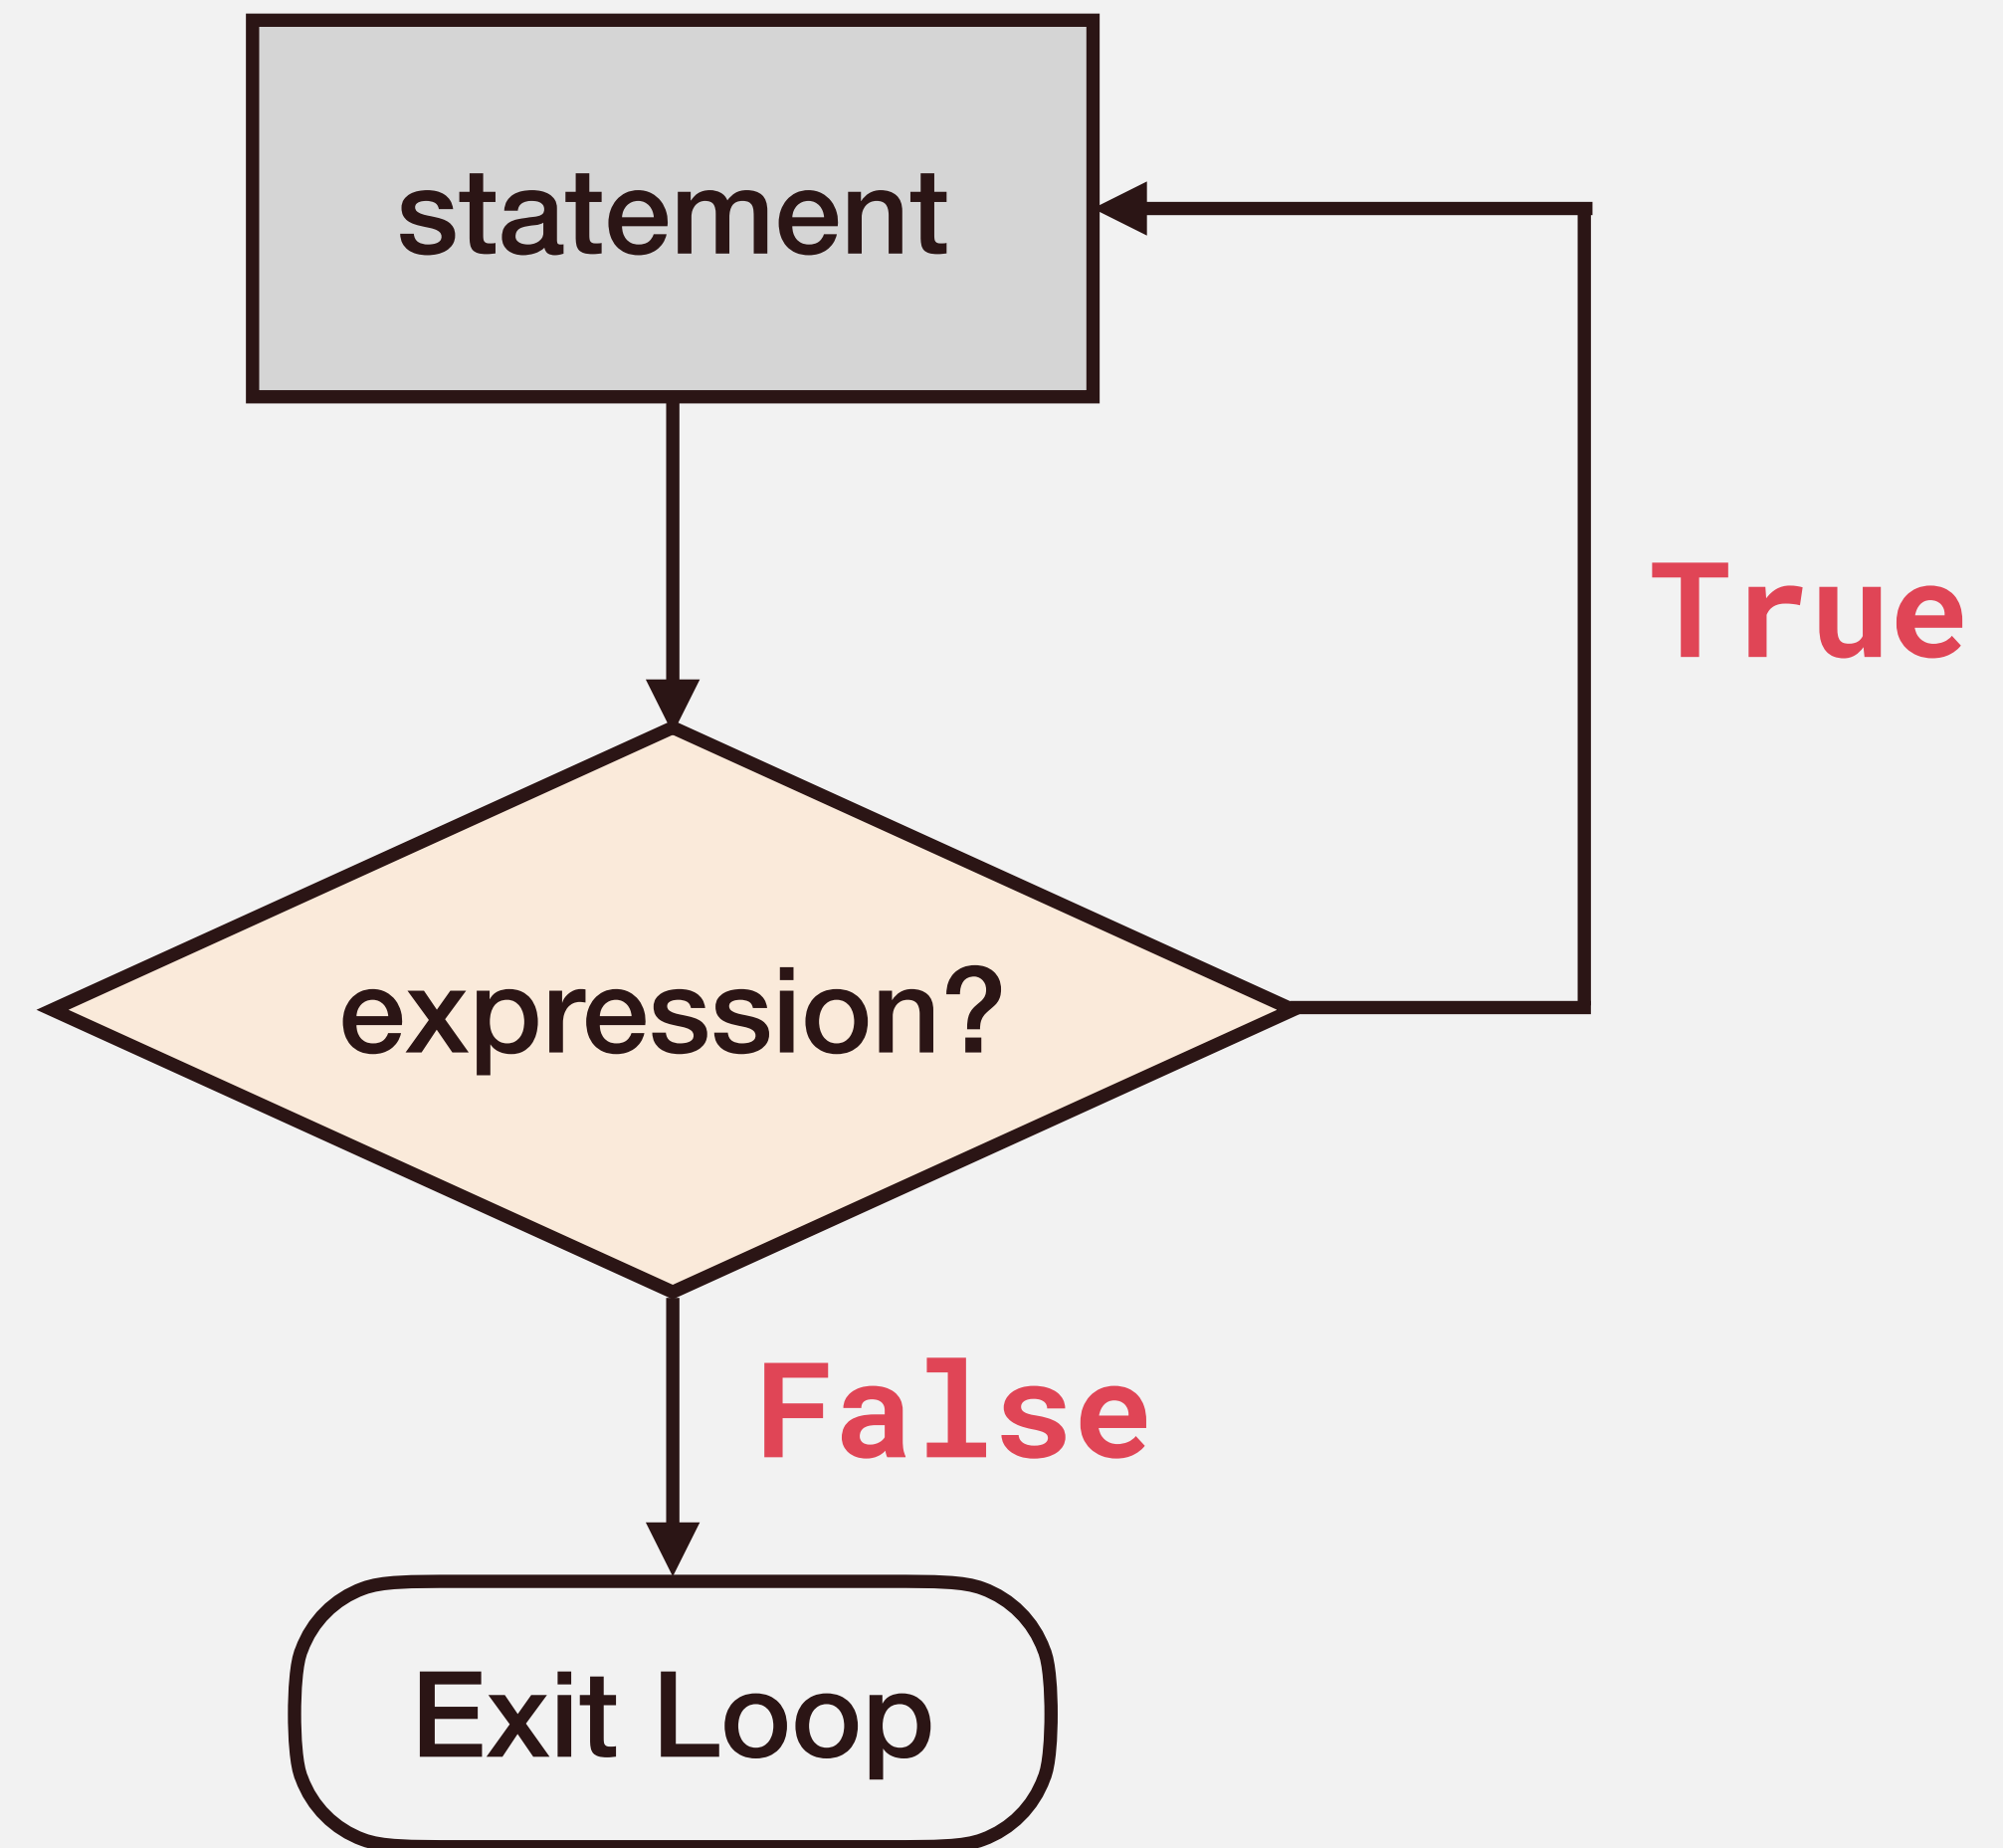 statement
True
expression?
False
Exit Loop